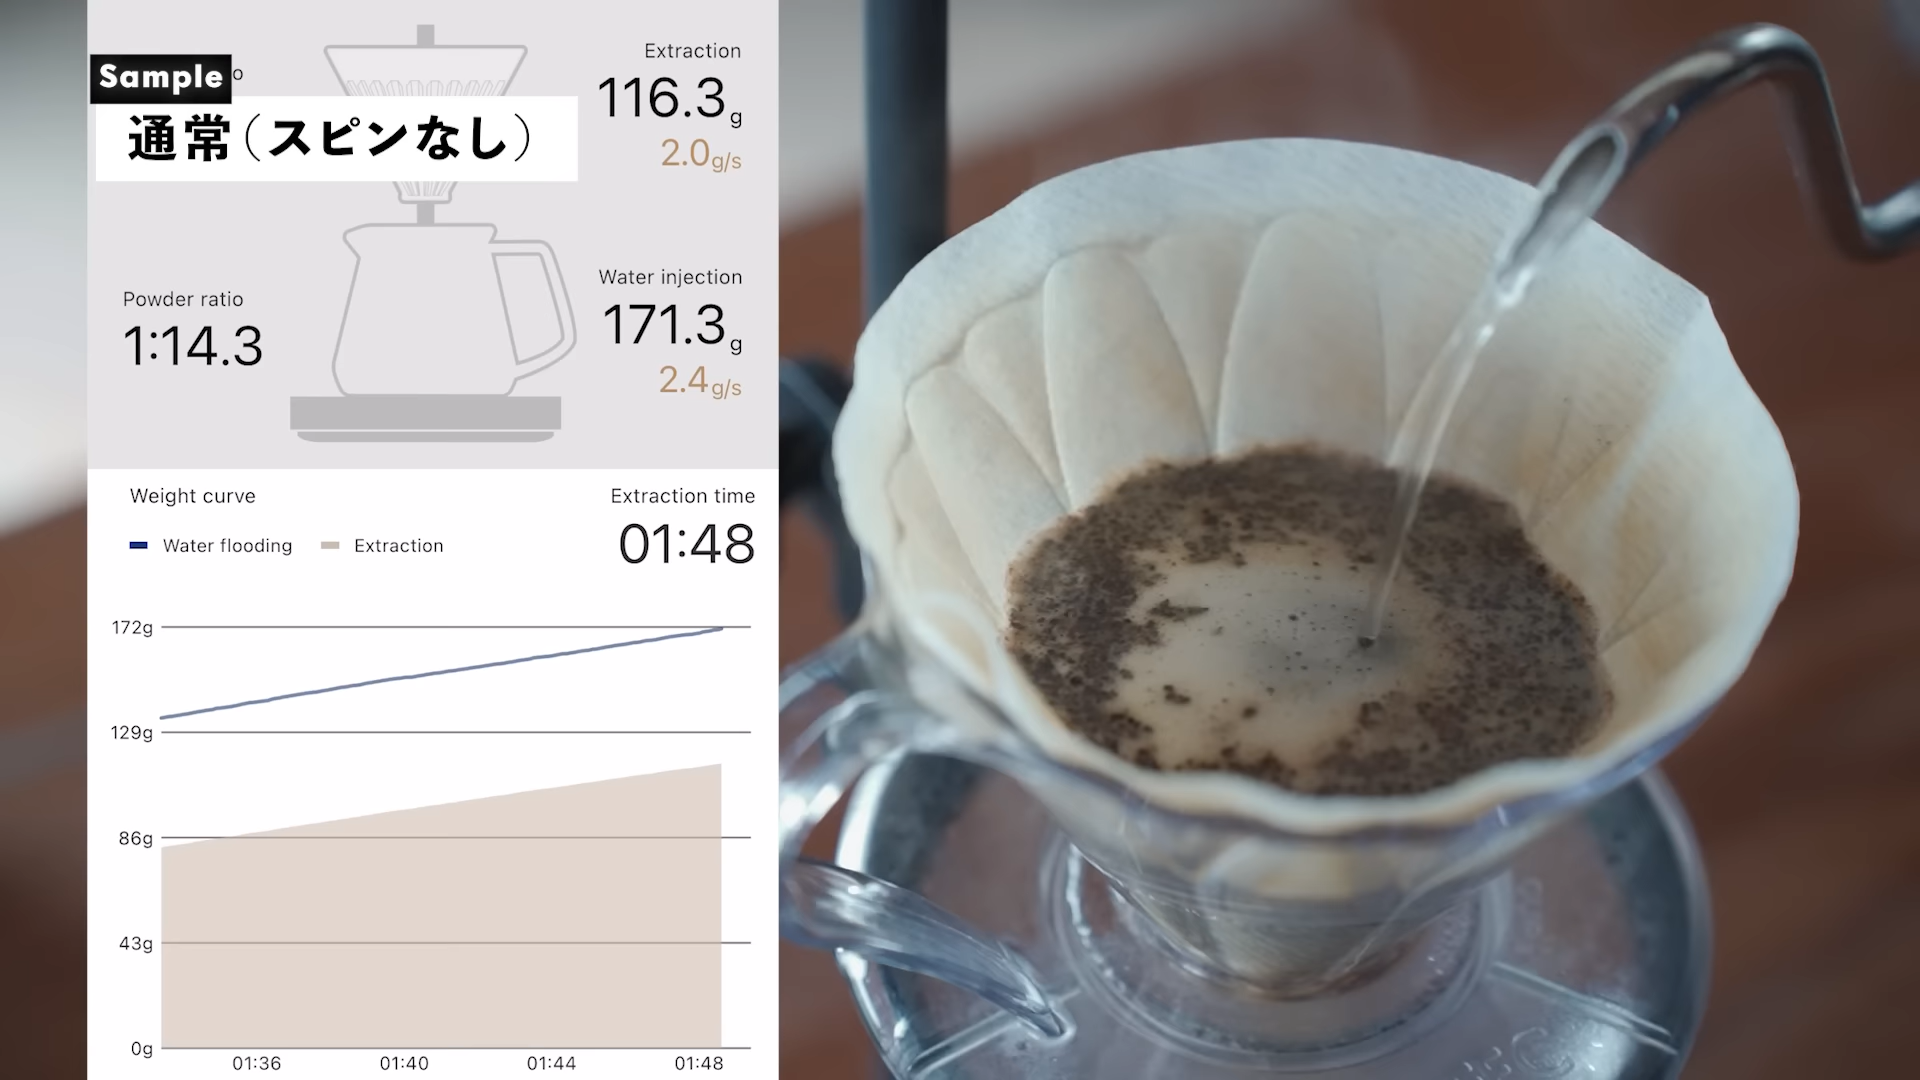 Sample
o
通常（スピンなし）
Extraction
116.3g
2.0g/s
Powder ratio
1:14.3
Water injection
171.3g
2.4g/s
Weight curve
Water flooding
Extraction
Extraction time
01:48
172g
129g
86g
43g
0g
01:36
01:40
01:44
01:48